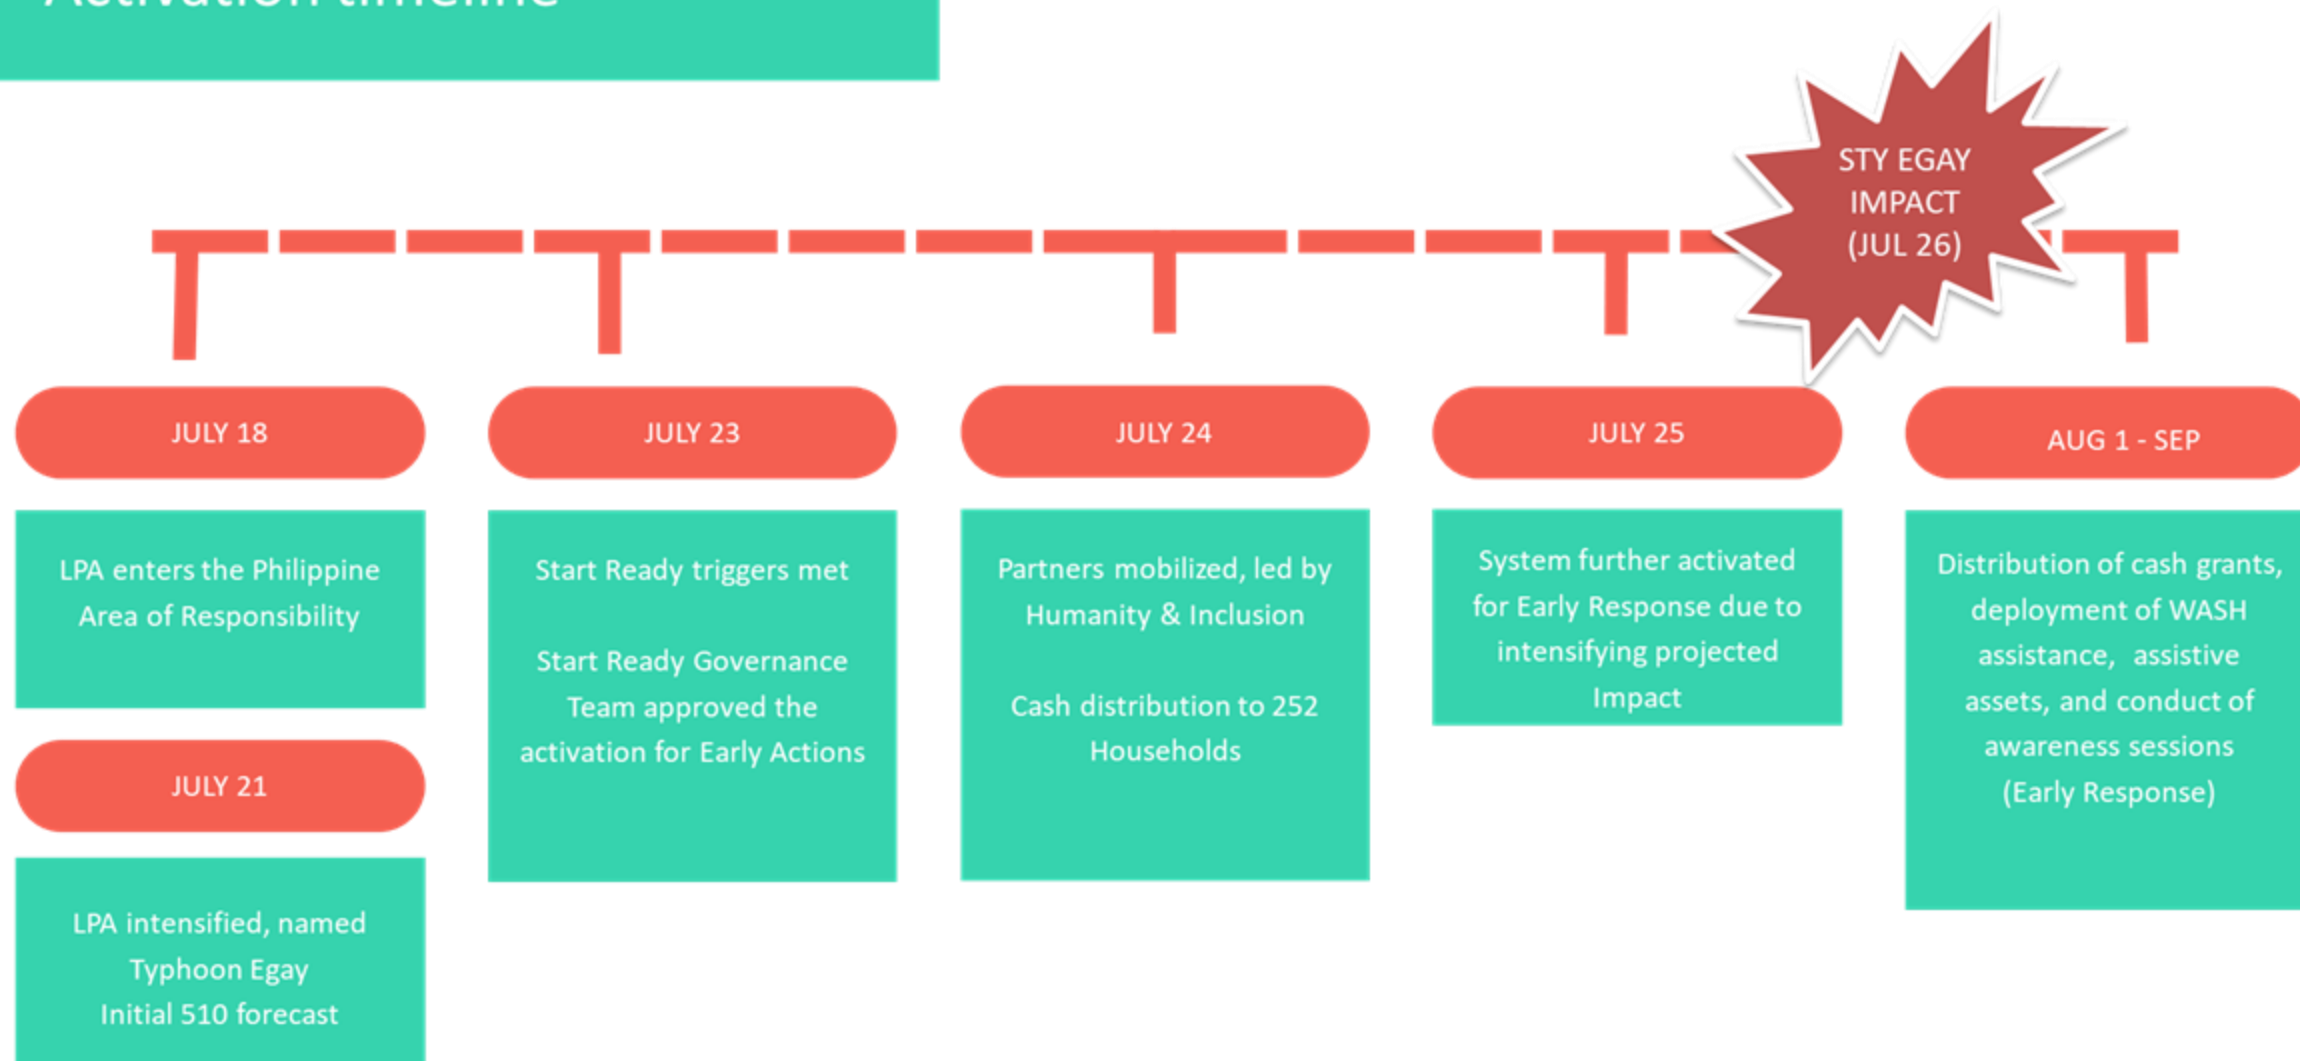 Activation timeline
STY EGAY
IMPACT
(JUL 26)
JULY 18
LPA enters the Philippine
Area of Responsibility
JULY 21
LPA intensified, named
Typhoon Egay
Initial 510 forecast
JULY 23
Start Ready triggers met
Start Ready Governance
Team approved the
activation for Early Actions
JULY 24
Partners mobilized, led by
Humanity & Inclusion
Cash distribution to 252
Households
JULY 25
System further activated
for Early Response due to
intensifying projected
Impact
AUG 1 - SEP
Distribution of cash grants,
deployment of WASH
assistance,  assistive
assets, and conduct of
awareness sessions
(Early Response)